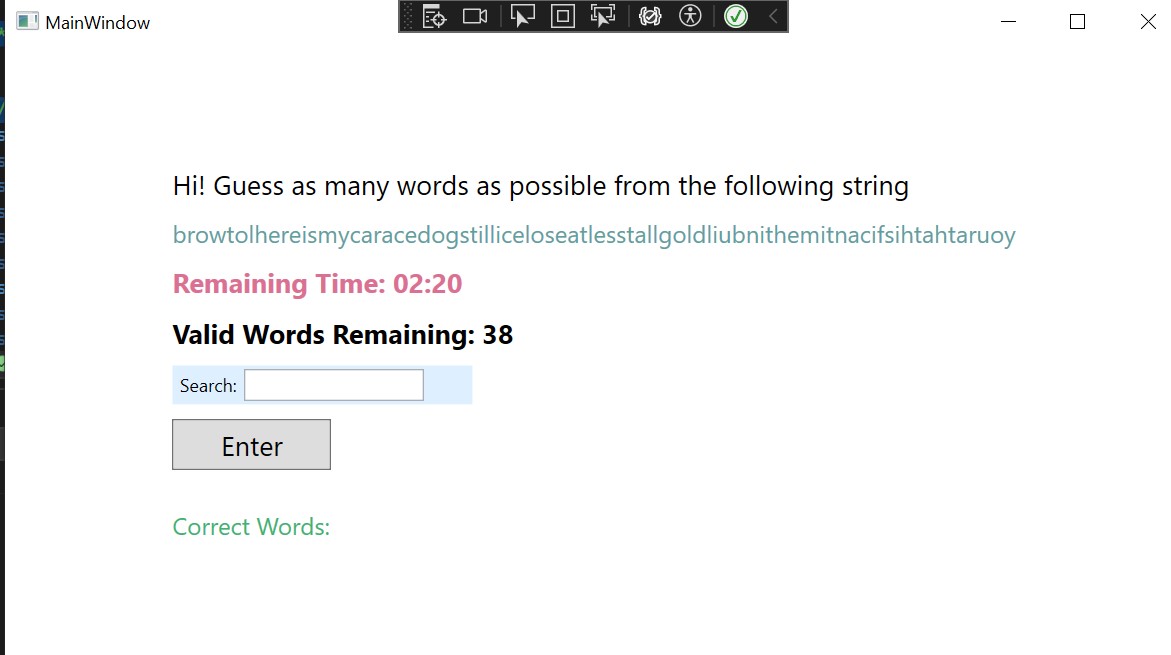 MainWindow
Hi! Guess as many words as possible from the following string
browtolhereismycaracedogstilliceloseatlesstallgoldliubnithemitnacifsihtahtaruoy
Remaining Time: 02:20
Valid Words Remaining: 38
Search:
Enter
Correct Words: